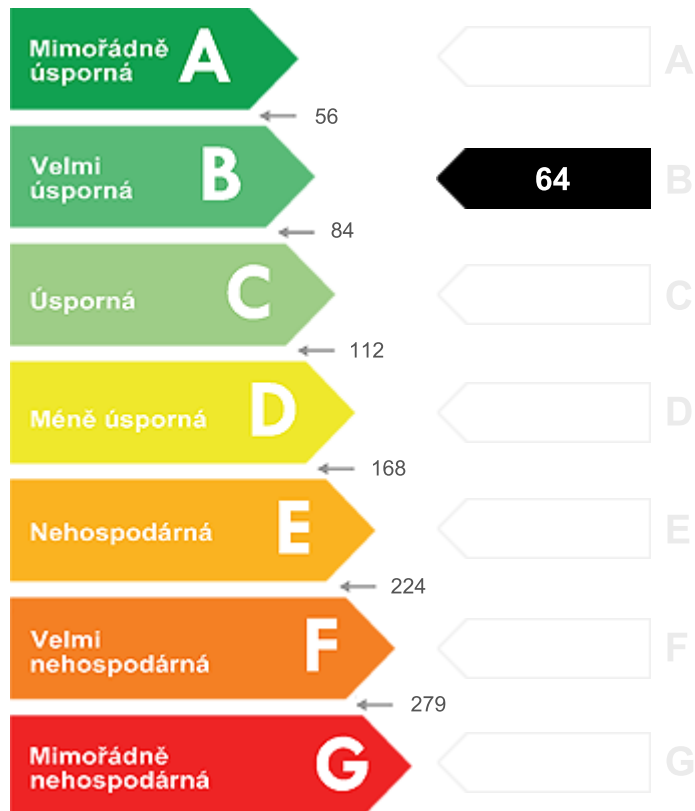 Mimořádně
úsporná
A
A
56
Velmi
úsporná
B
64
B
84
Úsporná
C
C
112
Méně úsporná
D
D
168
Nehospodárná
E
E
224
Velmi
nehospodárná
F
F
279
Mimořádně
nehospodárná
G
G